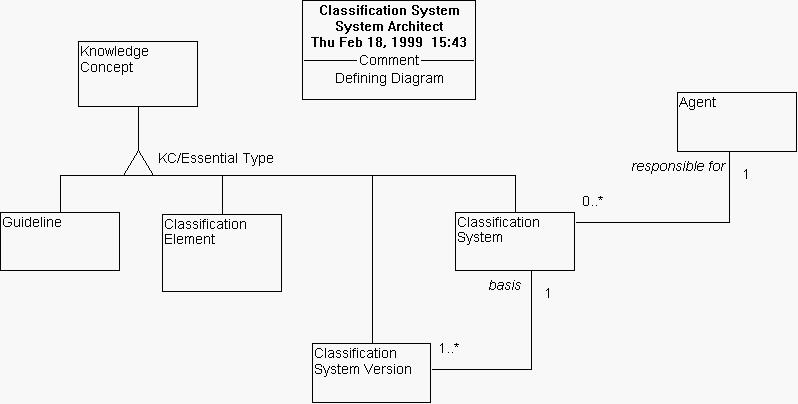 Classification System
System Architect
Thu Feb 18, 1999 15:43
Comment
Defining Diagram
Knowledge
Concept
Agent
KC/Essential Type
responsible for
1
0..*
Guideline
Classification
Element
Classification
System
basis
1
1..*
Classification
System Version